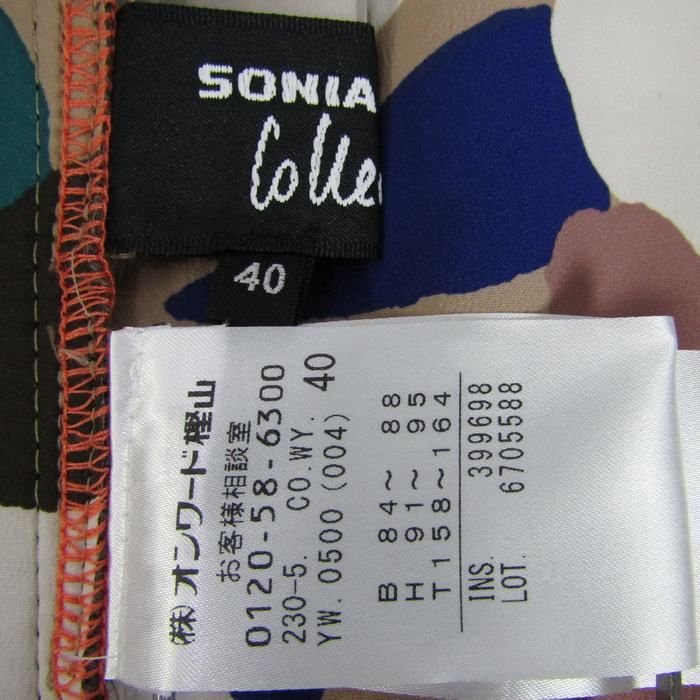 SONIA
Colle
40
(株)オンワード樫山
お客様相談室
0120-58-6300
230-5. CO.WY. 40
YW. 0500 (004)
B 84～ 88
H 91～ 95
T 158～164
INS. 399698
LOT. 6705588